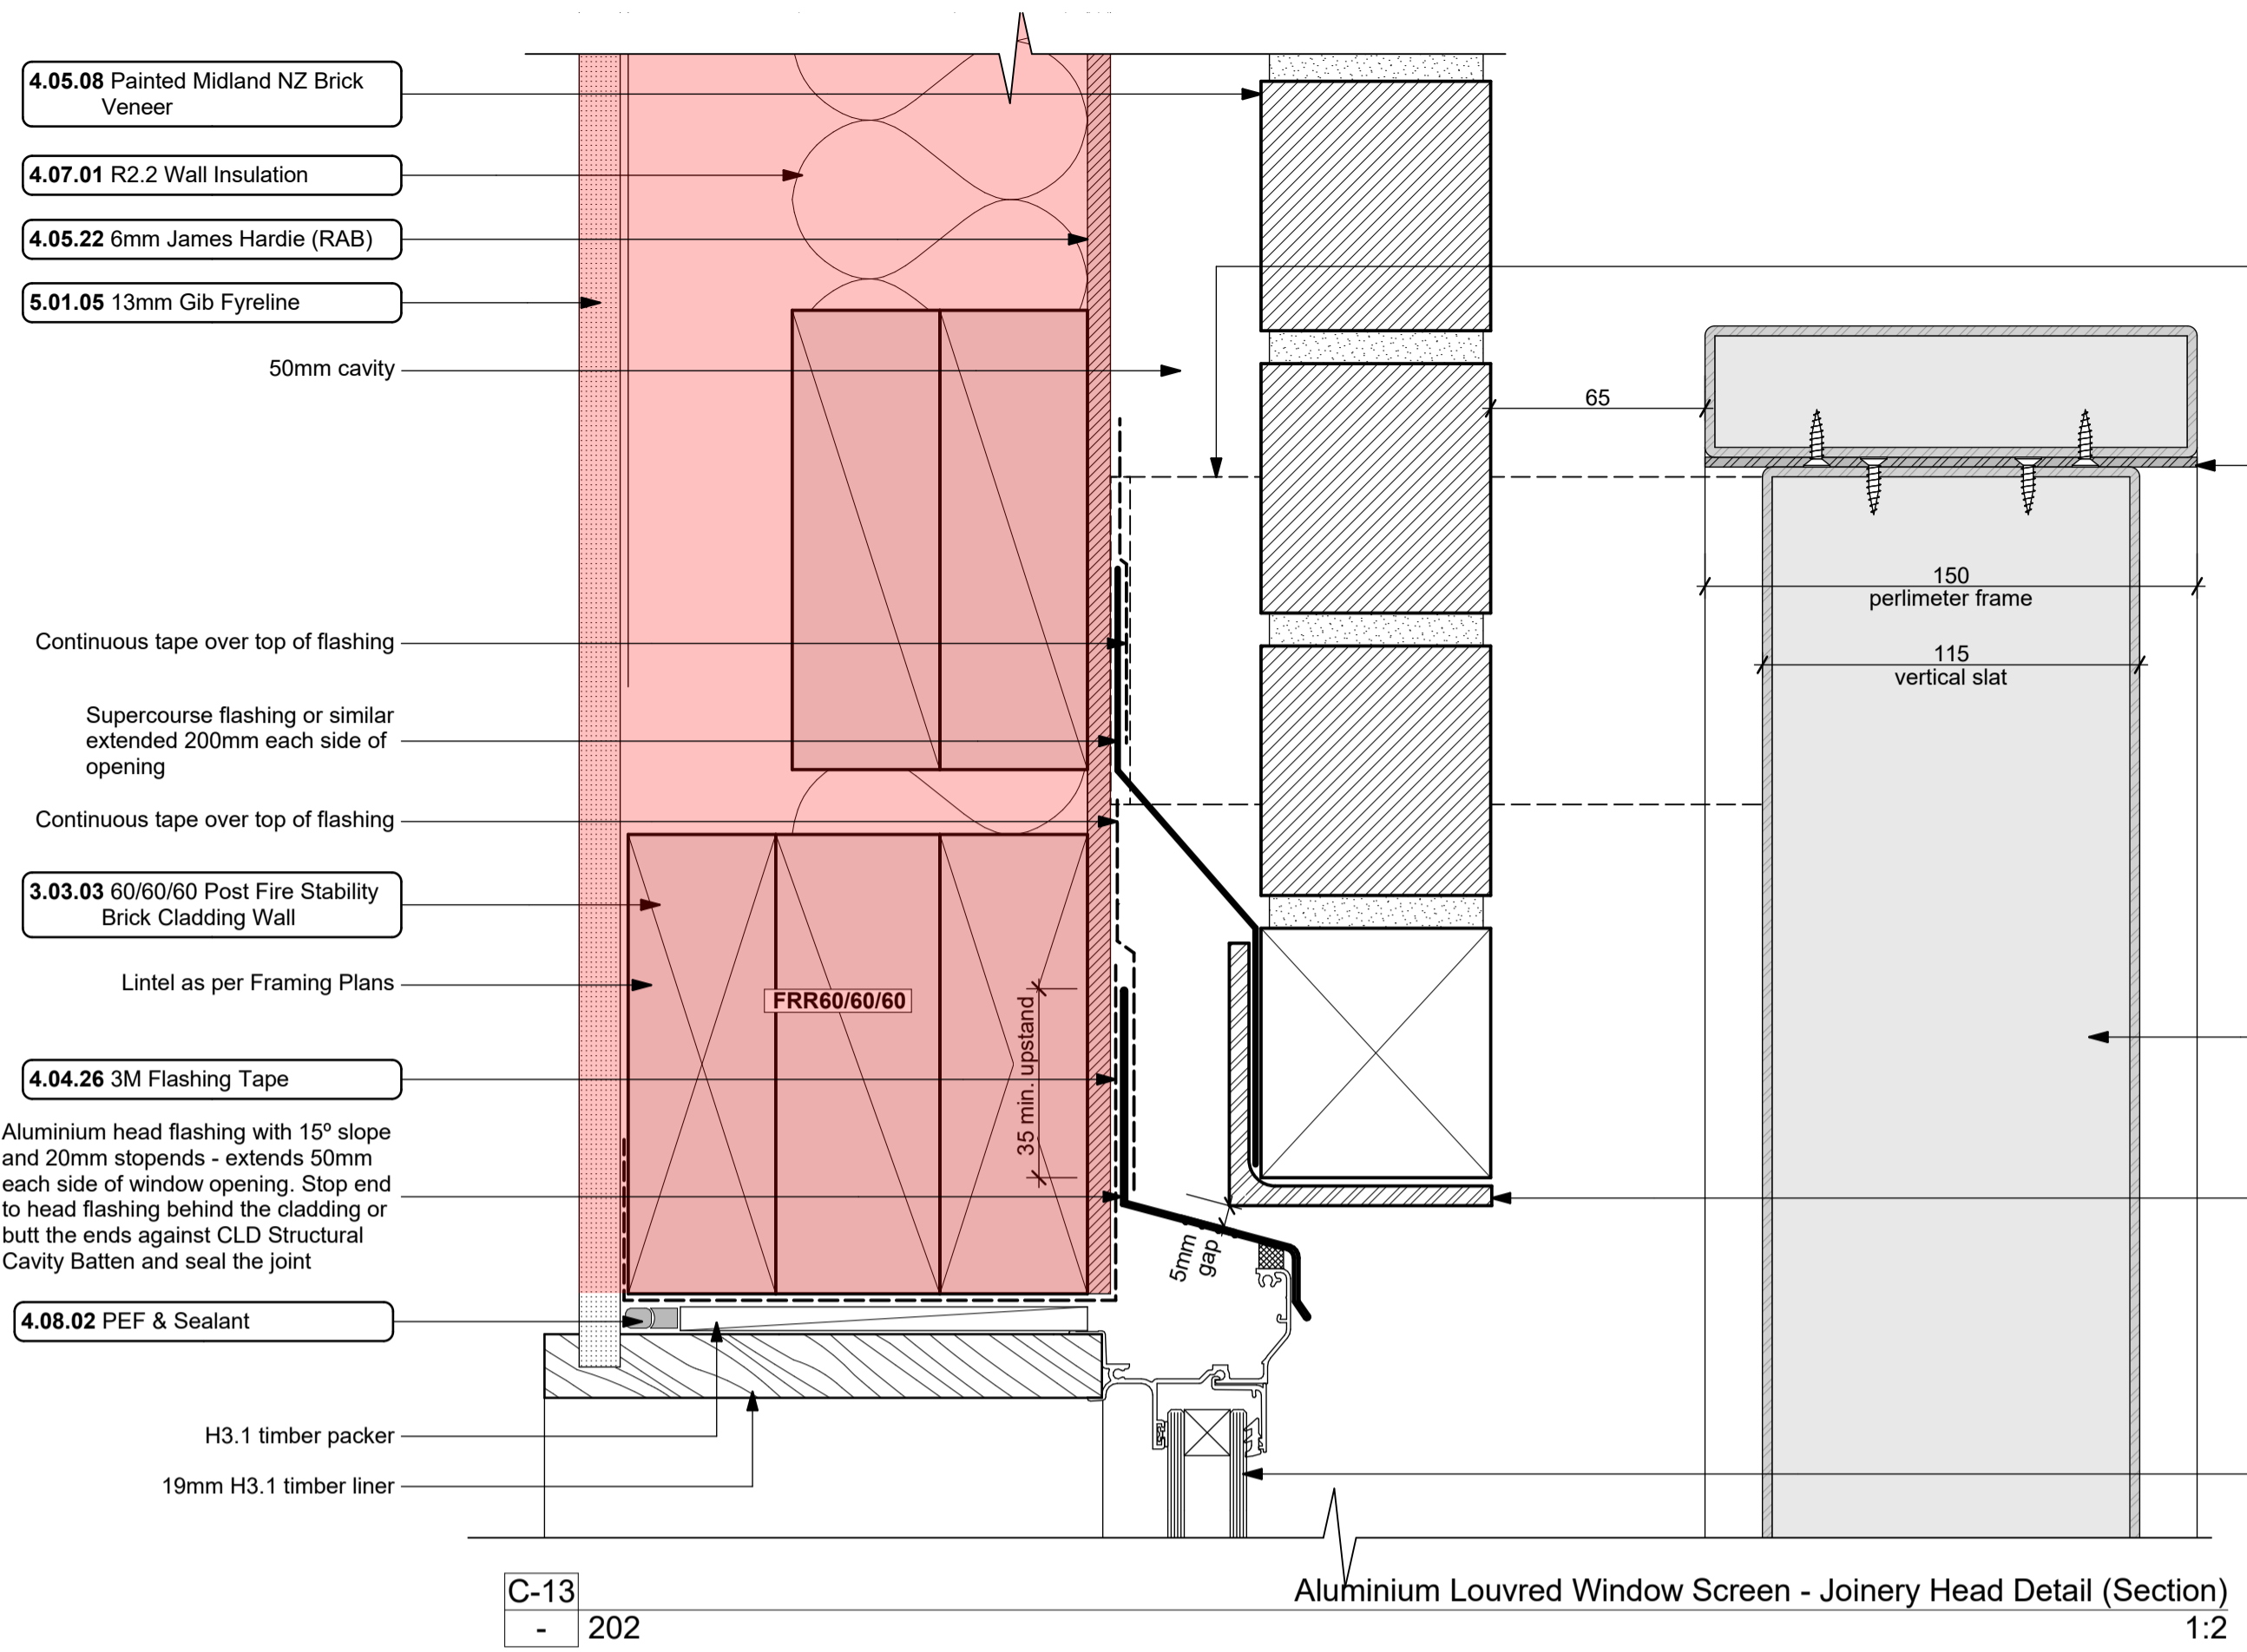 4.05.08 Painted Midland NZ Brick
Veneer
4.07.01 R2.2 Wall Insulation
4.05.22 6mm James Hardie (RAB)
5.01.05 13mm Gib Fyreline
50mm cavity
Continuous tape over top of flashing
Supercourse flashing or similar
extended 200mm each side of
opening
Continuous tape over top of flashing
3.03.03 60/60/60 Post Fire Stability
Brick Cladding Wall
Lintel as per Framing Plans
4.04.26 3M Flashing Tape
Aluminium head flashing with 15º slope
and 20mm stopends - extends 50mm
each side of window opening. Stop end
to head flashing behind the cladding or
butt the ends against CLD Structural
Cavity Batten and seal the joint
4.08.02 PEF & Sealant
H3.1 timber packer
19mm H3.1 timber liner
FRR60/60/60
35 min. upstand
5mm
gap
65
150
perlimeter frame
115
vertical slat
C-13
-
202
Aluminium Louvred Window Screen - Joinery Head Detail (Section)
1:2